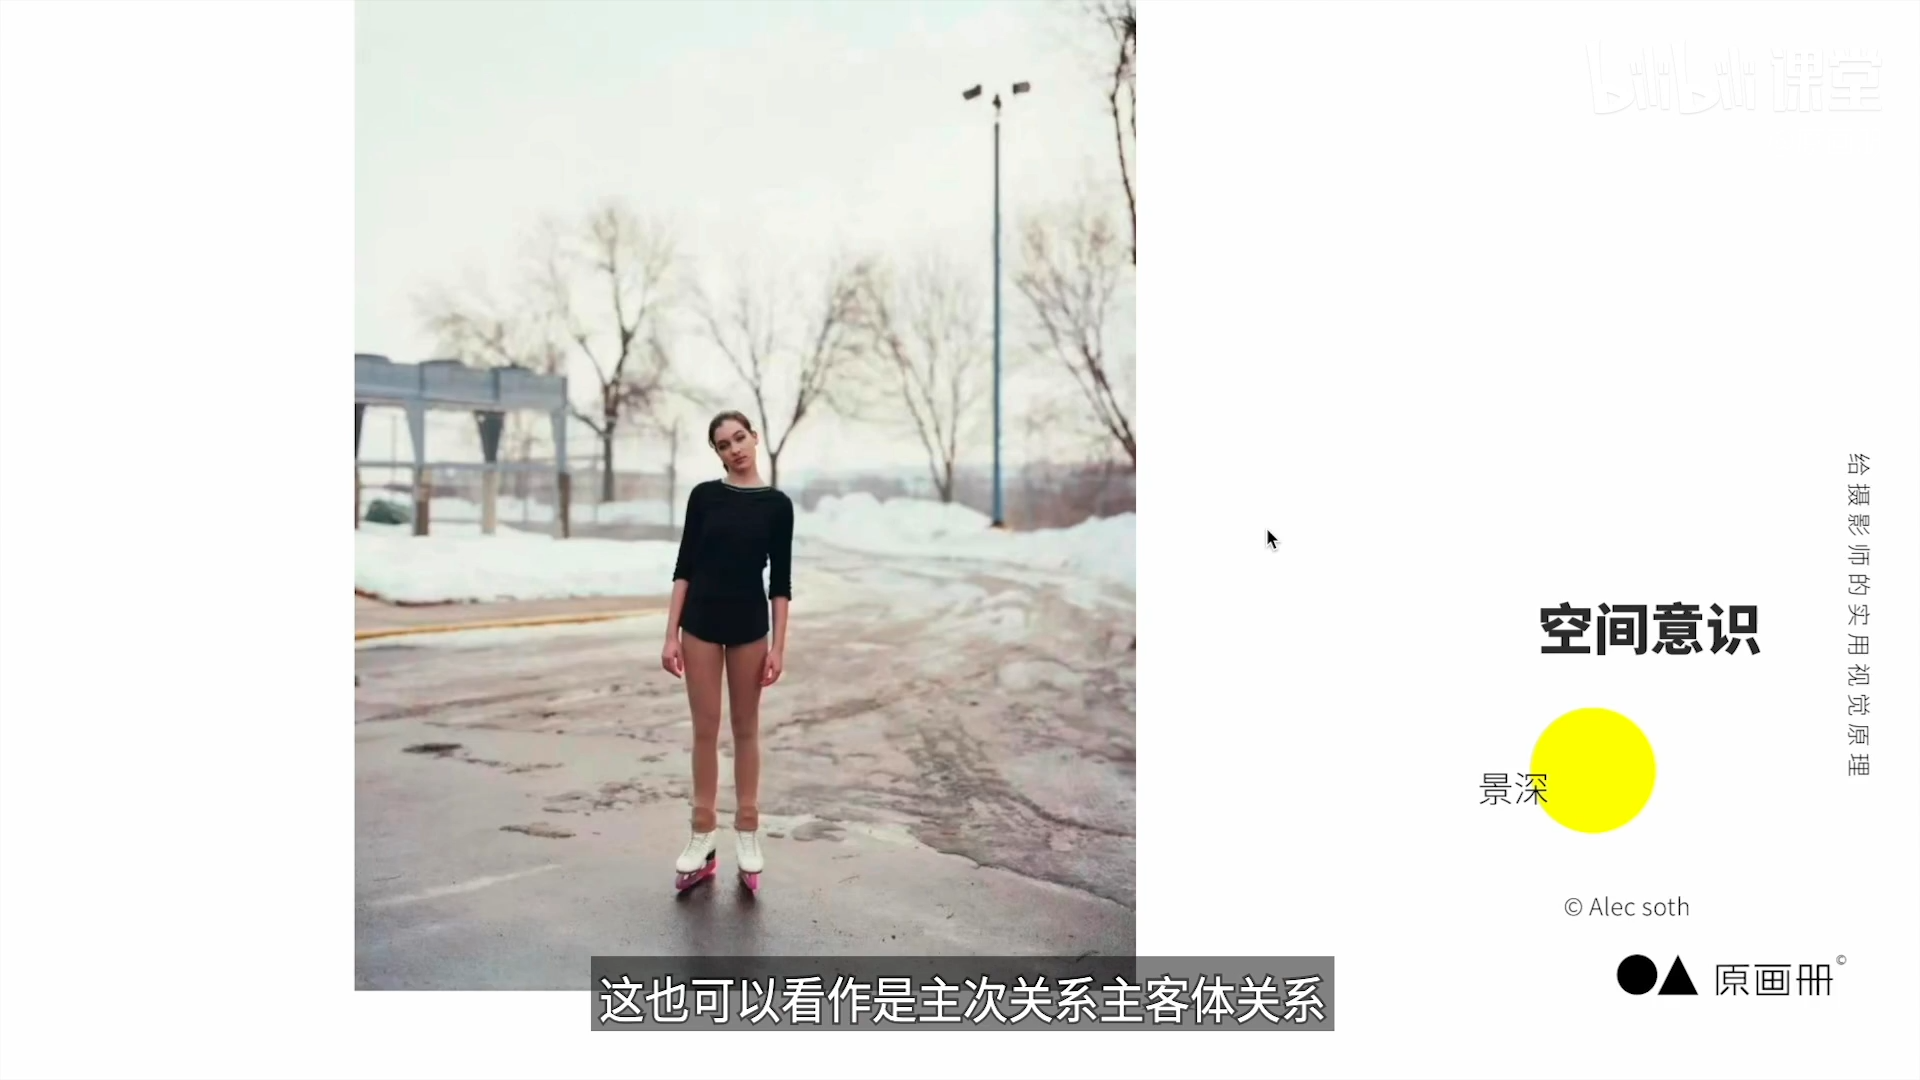 bilibili课堂
给摄影师的实用视觉原理
空间意识
景深
© Alec soth
原画册©
这也可以看作是主次关系主客体关系